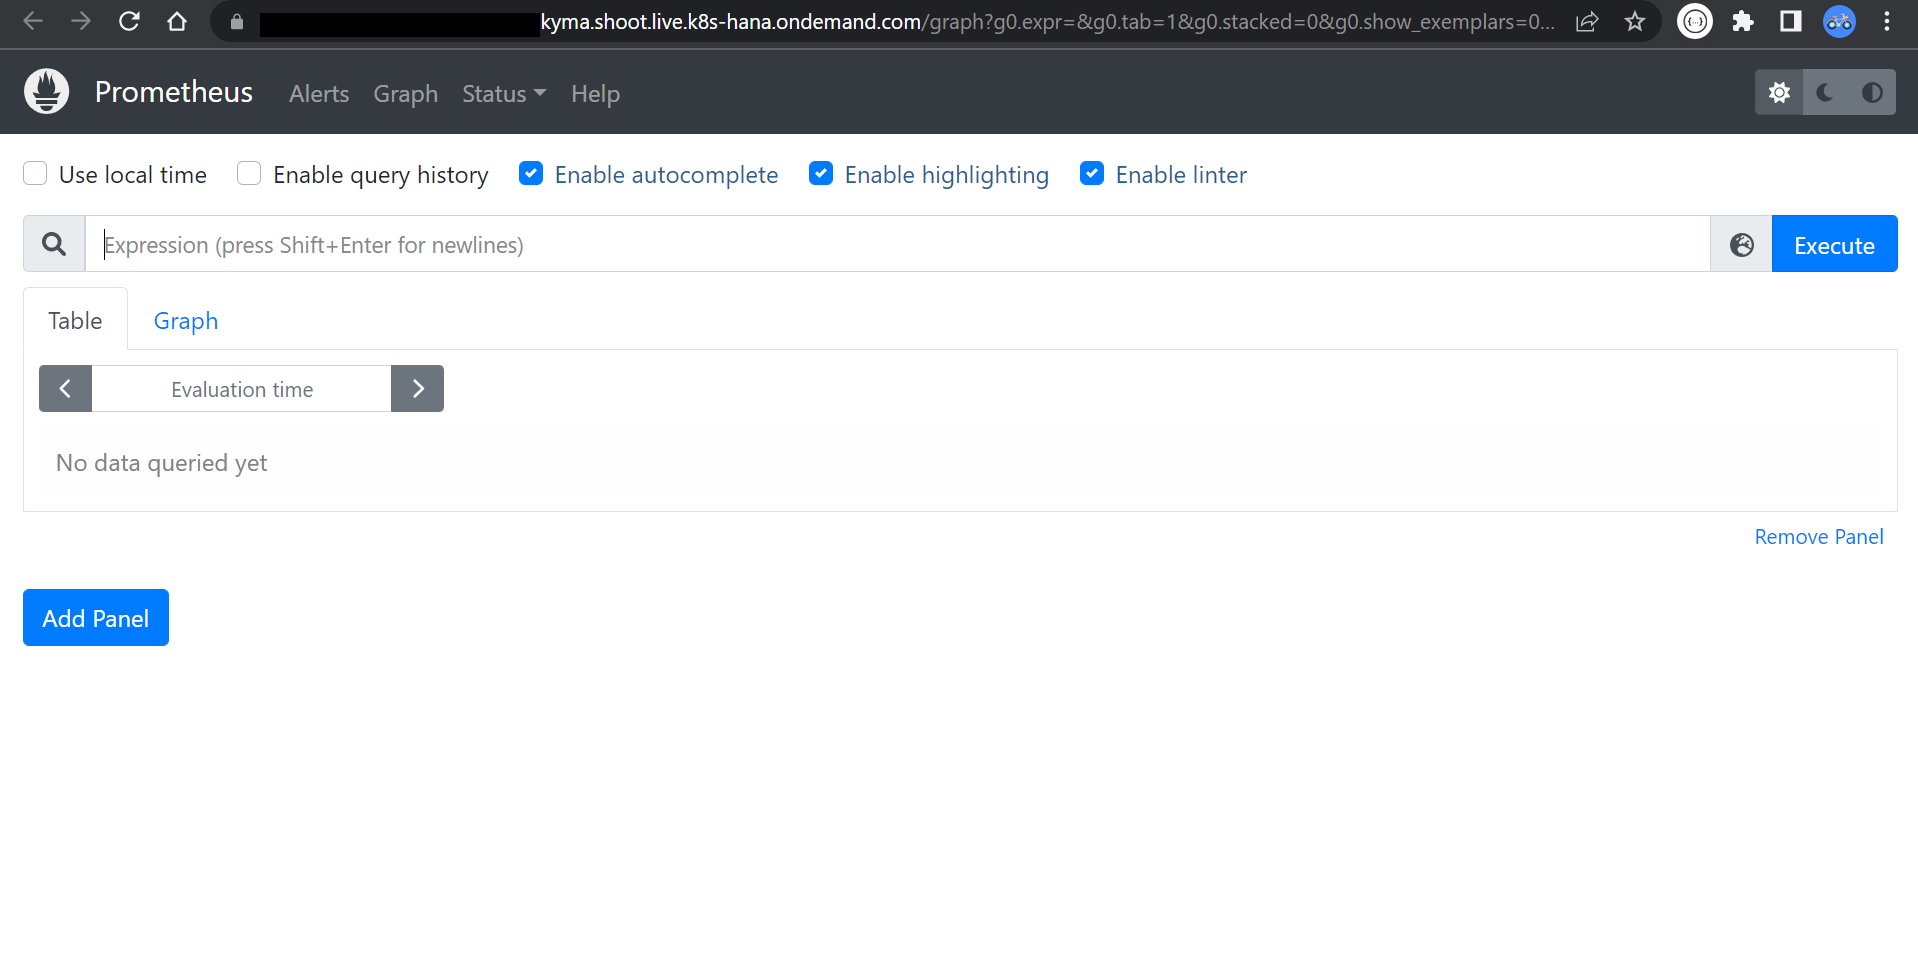 kyma.shoot.live.k8s-hana.ondemand.com/graph?g0.expr=&g0.tab=1&g0.stacked=0&g0.show_exemplars=0...
Prometheus Alerts Graph Status Help
Use local time Enable query history Enable autocomplete Enable highlighting Enable linter
Expression (press Shift+Enter for newlines) Execute
Table Graph
Evaluation time
No data queried yet
Remove Panel
Add Panel